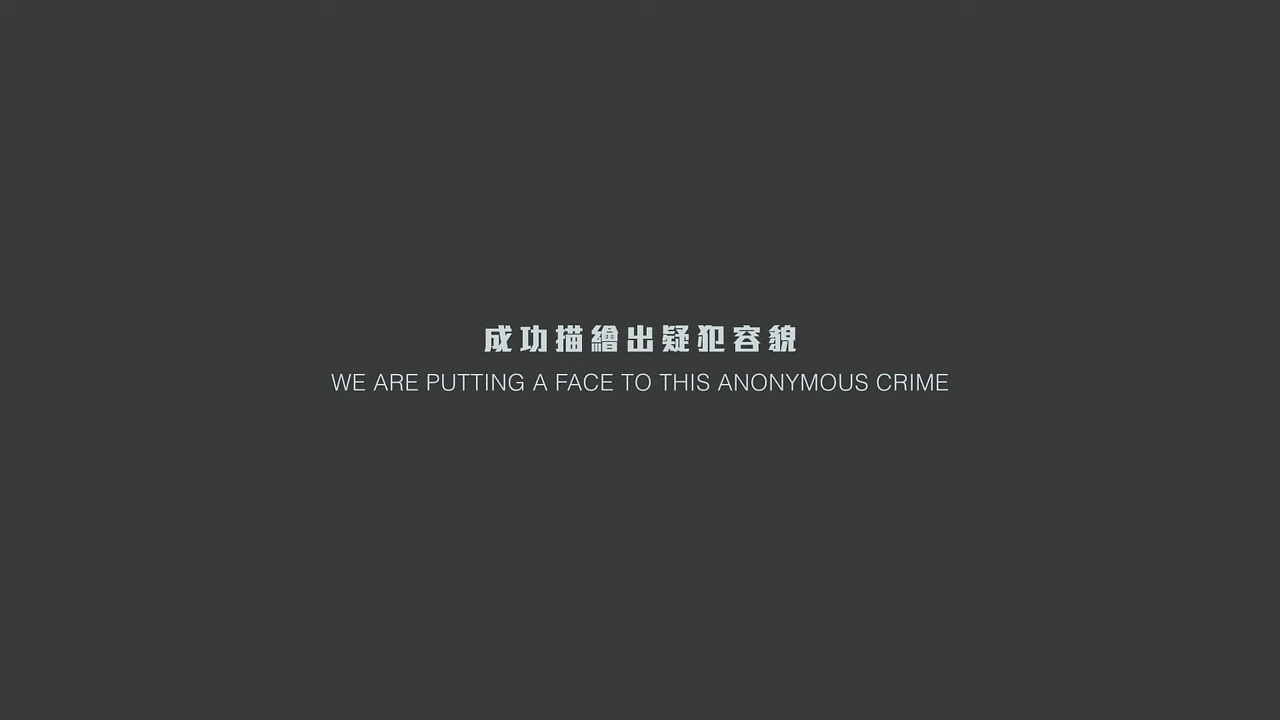 成功描繪出疑犯容貌
WE ARE PUTTING A FACE TO THIS ANONYMOUS CRIME